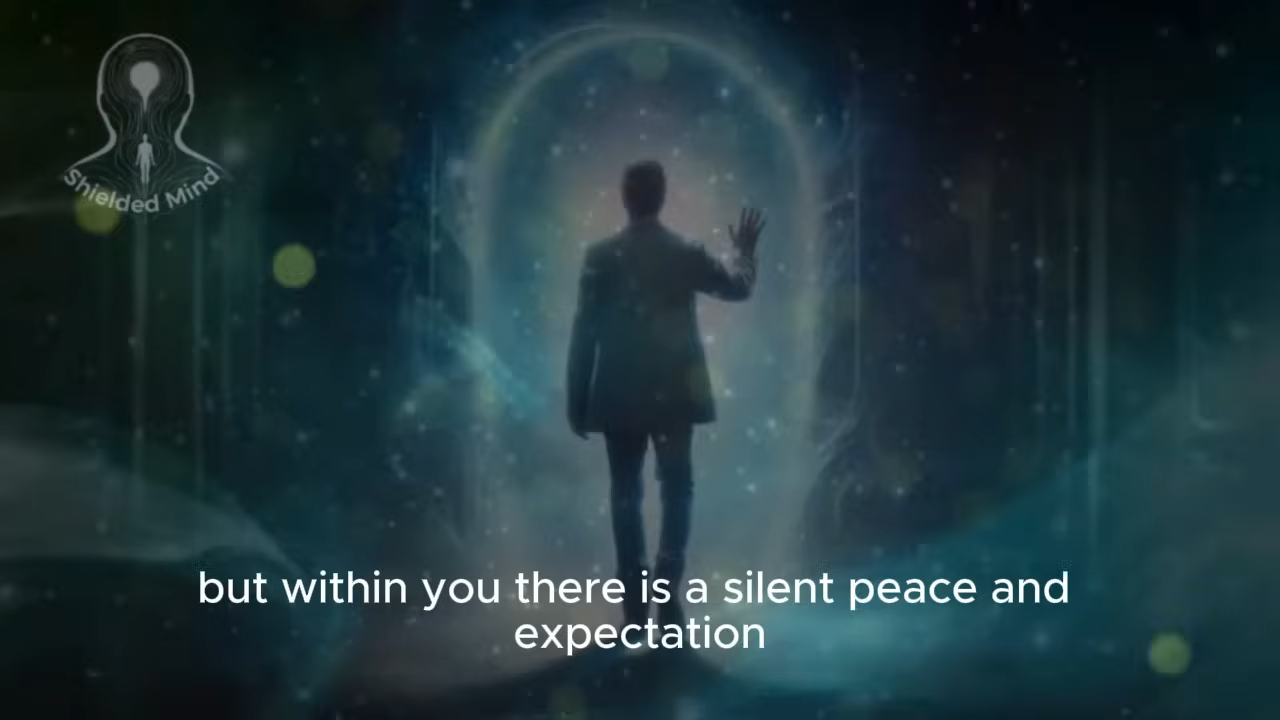 Shielded Mind
but within you there is a silent peace and
expectation